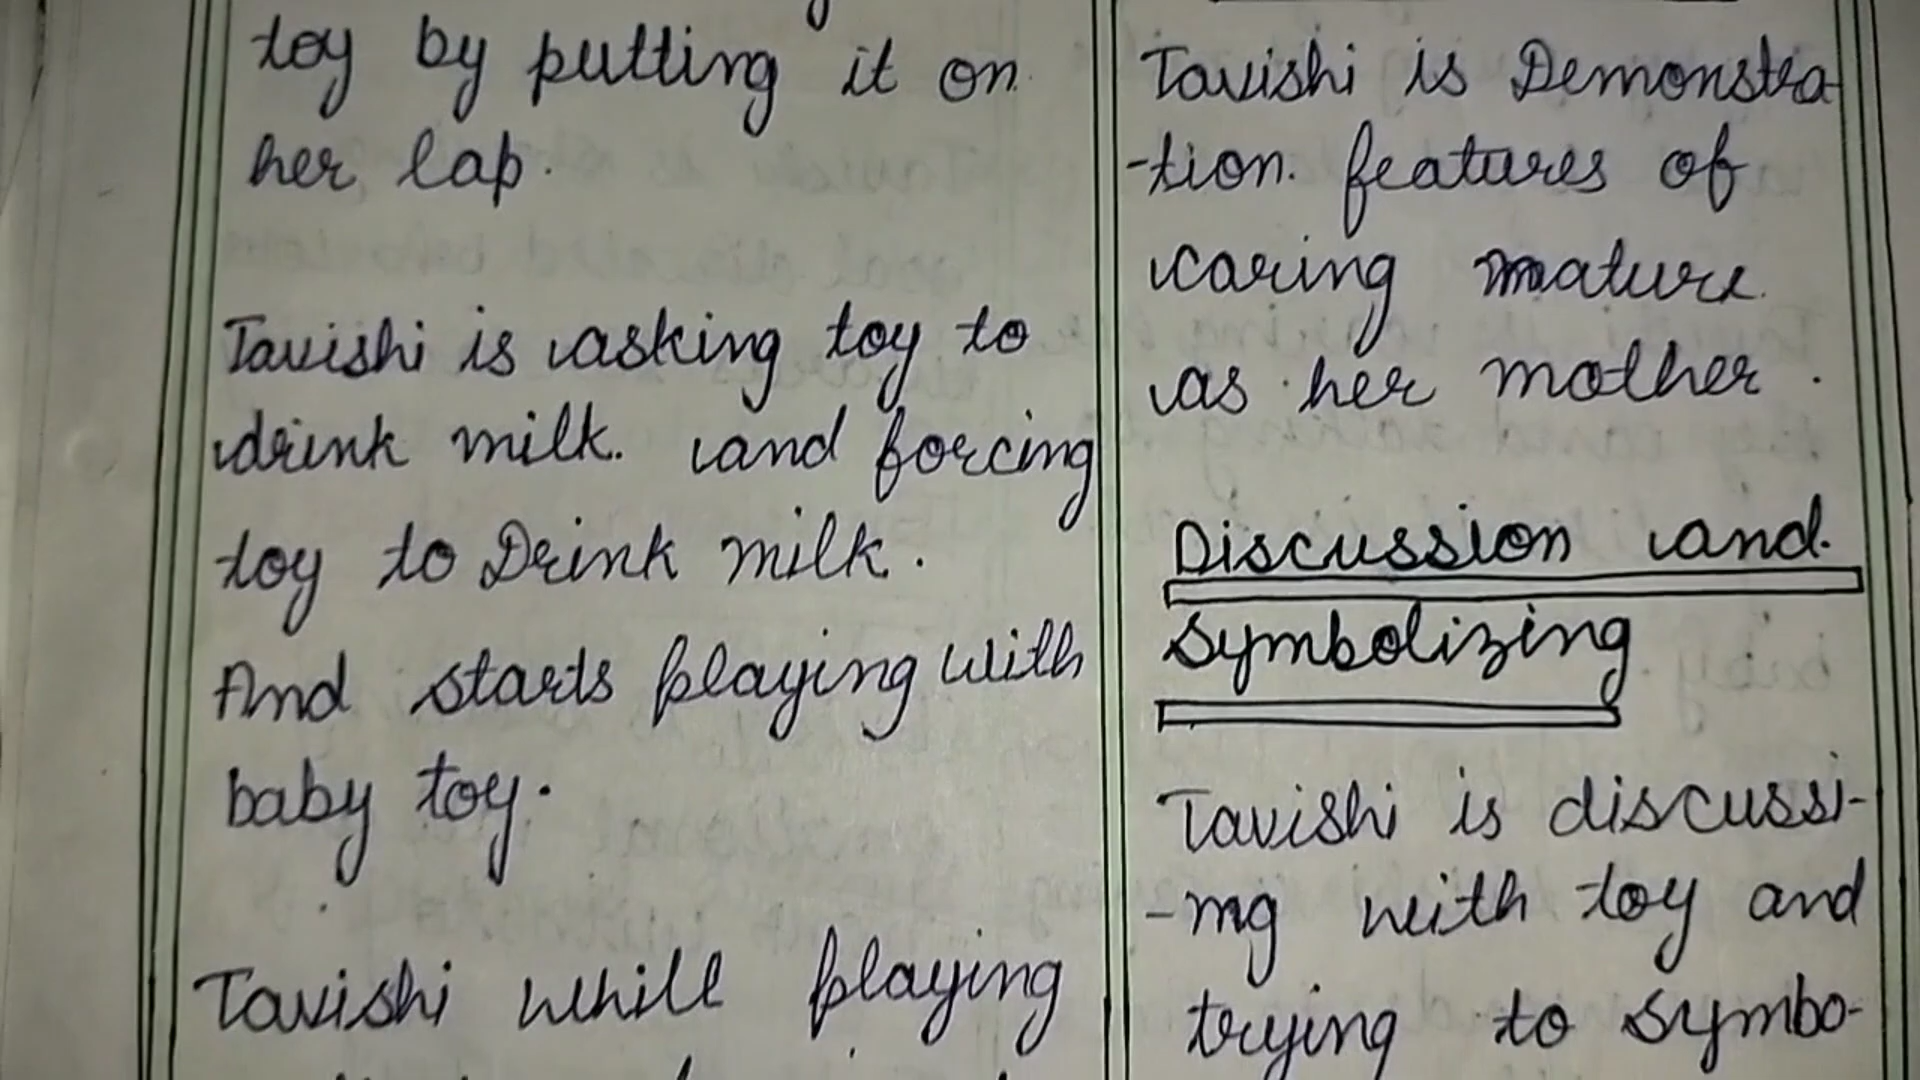 toy by putting it on
her lap.
Tavishi is asking toy to
drink milk. and forcing
toy to Drink milk.
And starts playing with
baby toy.
Tavishi while playing
Tavishi is Demonstra-
-tion. features of
caring mature.
as her mother.
Discussion and.
Symbolizing
Tavishi is discussi-
-mg with toy and
trying to symbo-